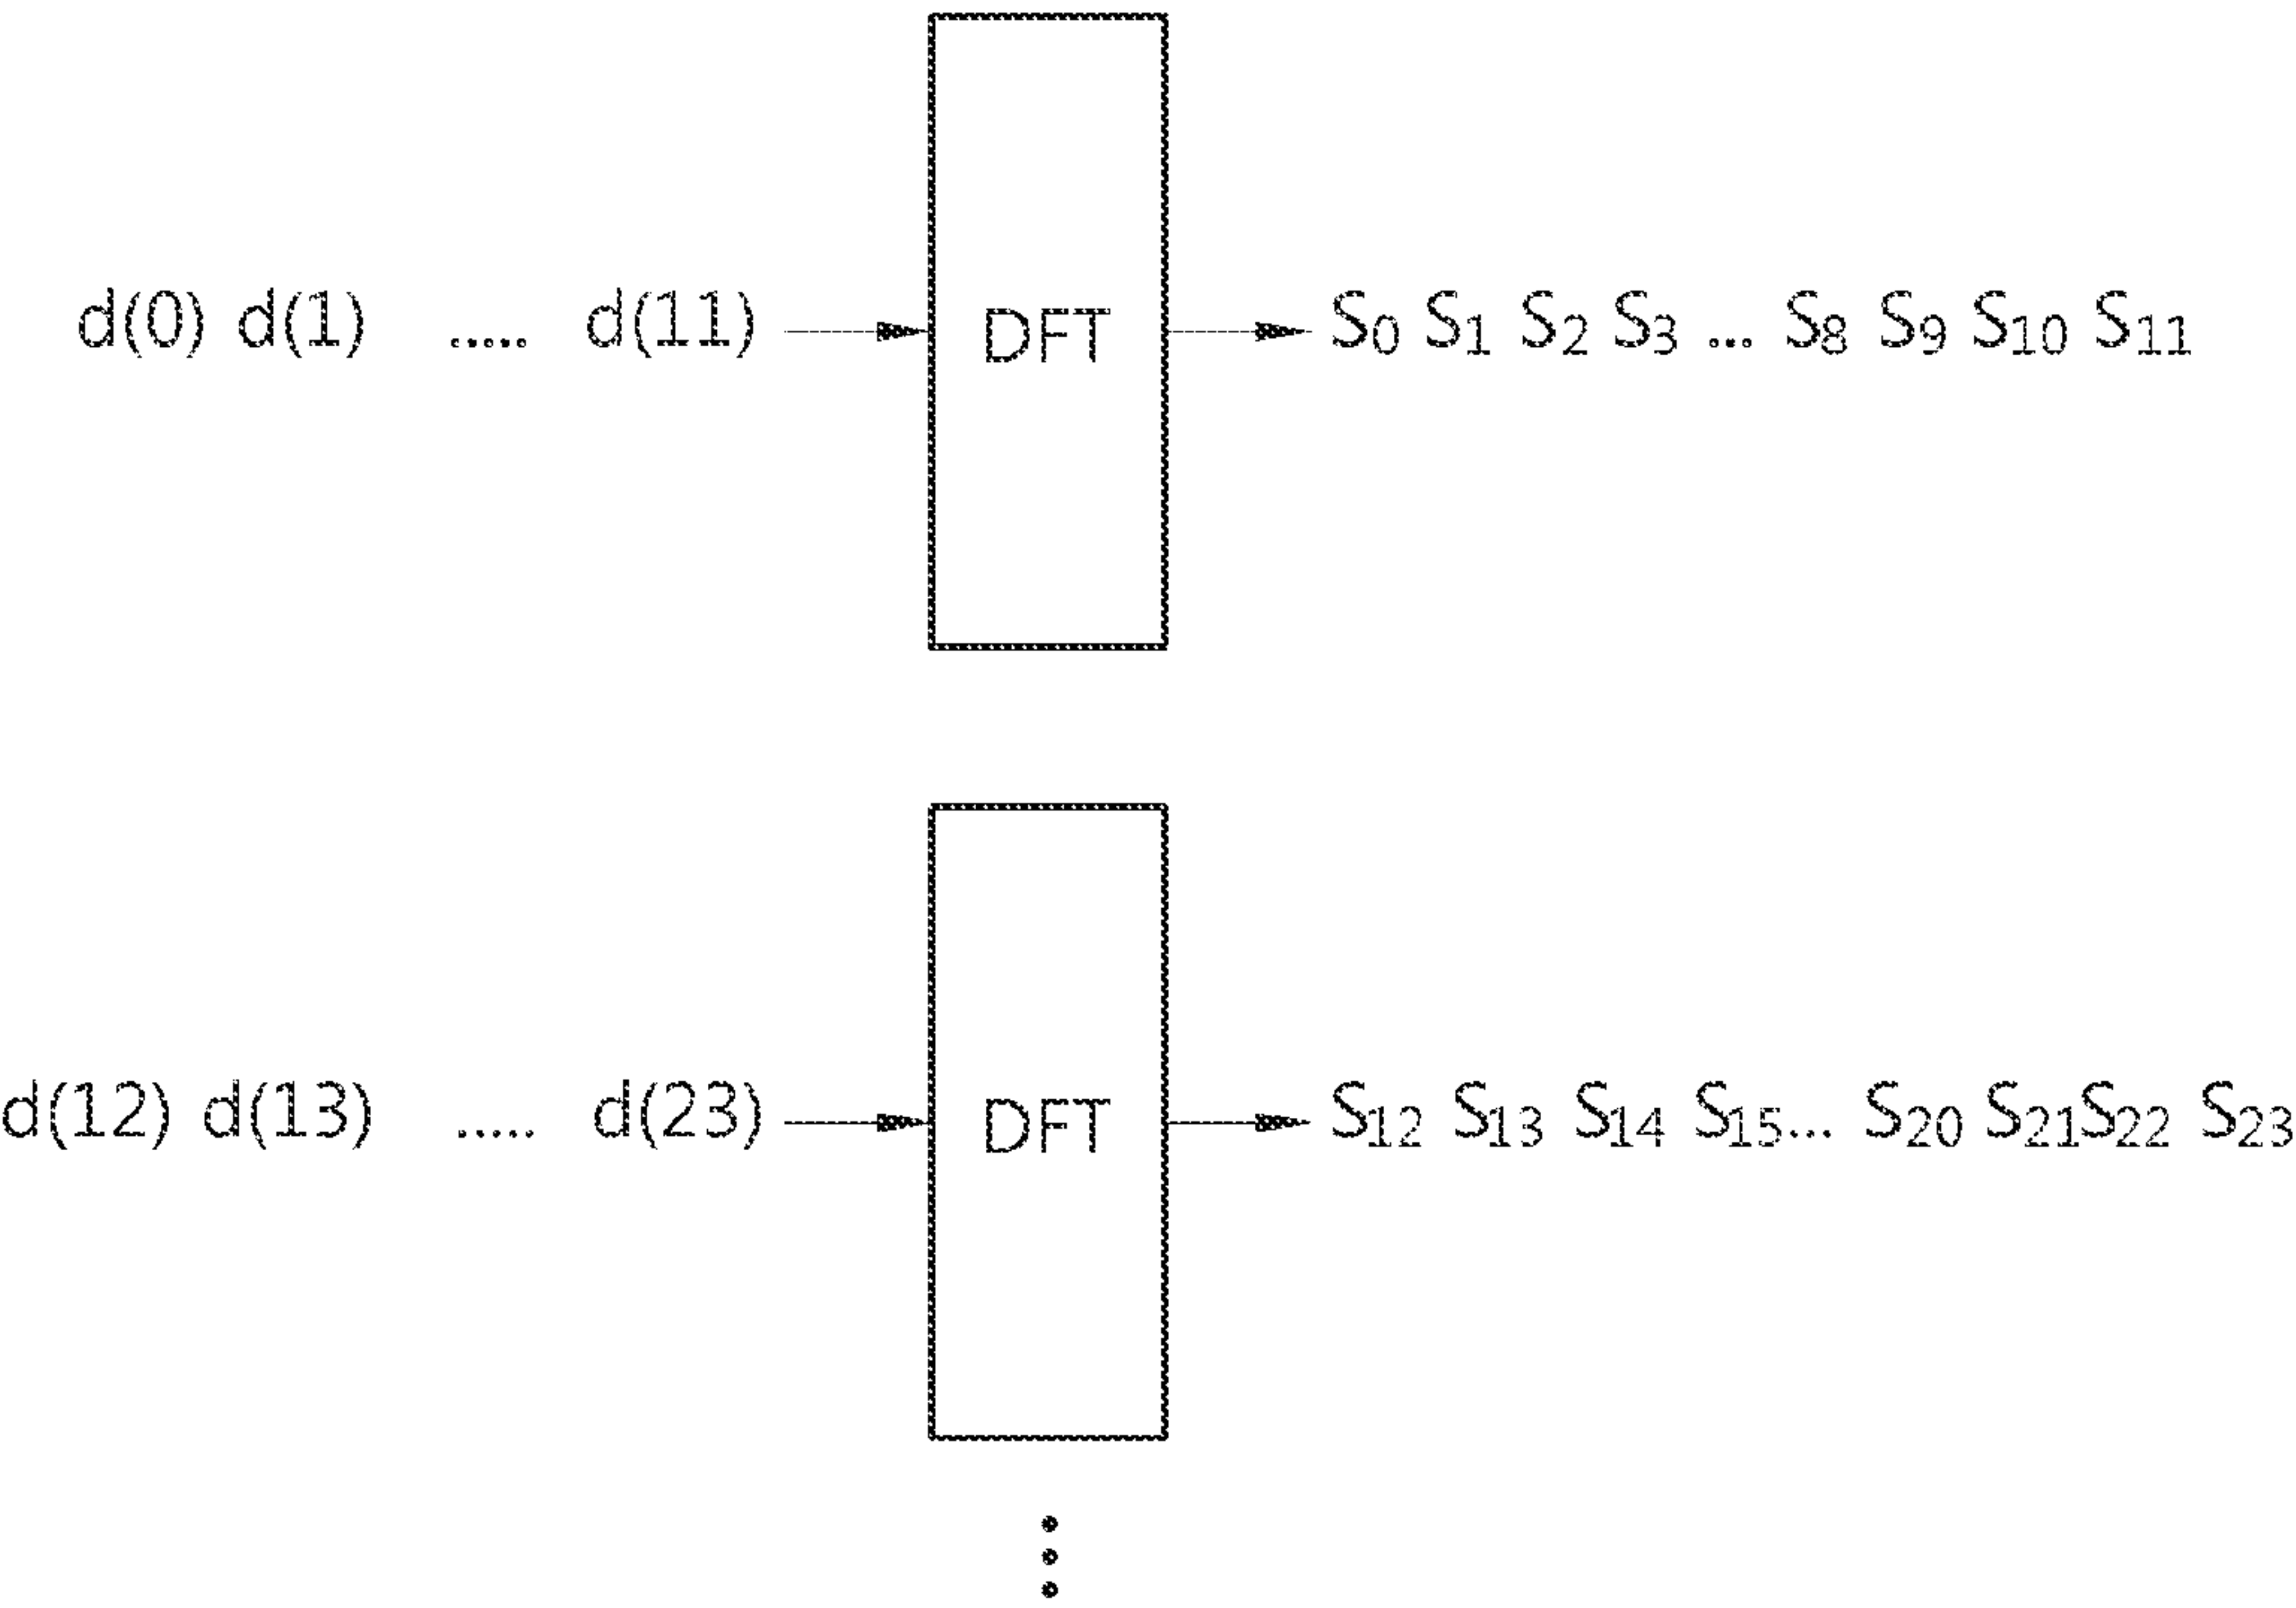 d(0) d(1) ..... d(11) DFT S₀ S₁ S₂ S₃ ... S₈ S₉ S₁₀ S₁₁
d(12) d(13) ..... d(23) DFT S₁₂ S₁₃ S₁₄ S₁₅... S₂₀ S₂₁S₂₂ S₂₃